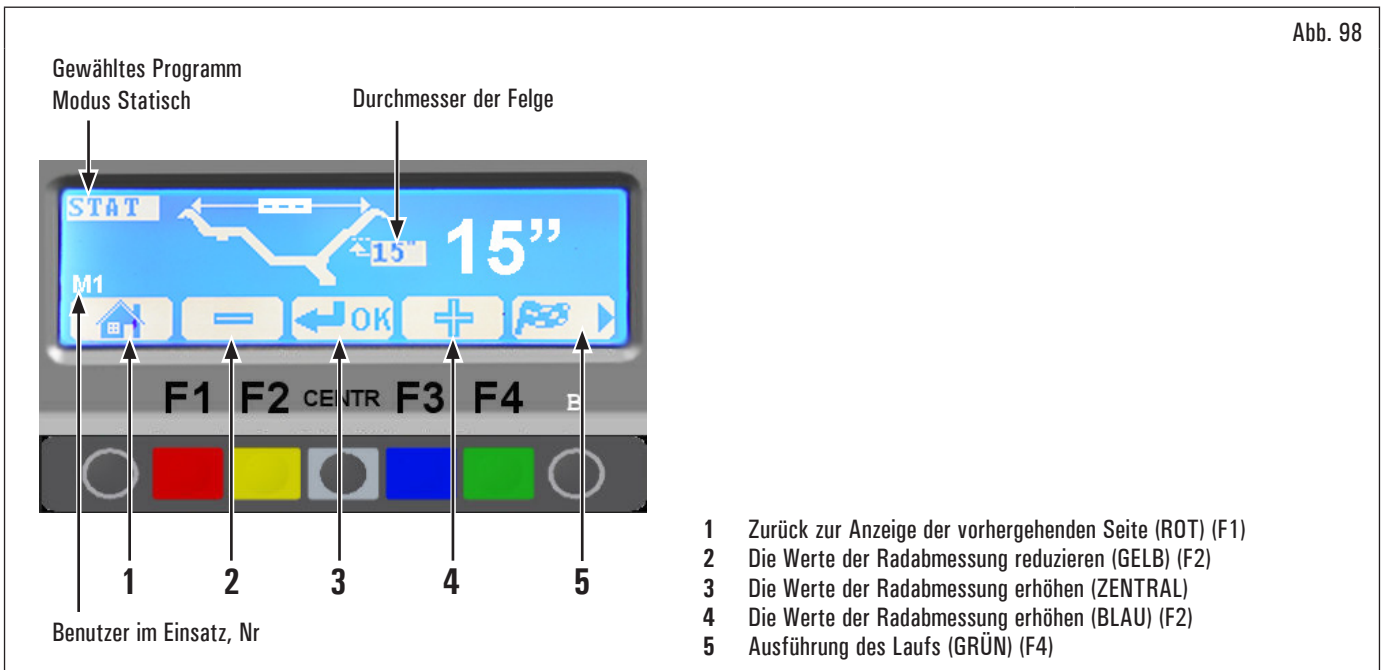 Abb. 98
Gewähltes Programm
Modus Statisch
Durchmesser der Felge
STAT
---
15"
15”
M1
OK
F1 F2 CENTR F3 F4 B
1 2 3 4 5
Benutzer im Einsatz, Nr
1 Zurück zur Anzeige der vorhergehenden Seite (ROT) (F1)
2 Die Werte der Radabmessung reduzieren (GELB) (F2)
3 Die Werte der Radabmessung erhöhen (ZENTRAL)
4 Die Werte der Radabmessung erhöhen (BLAU) (F2)
5 Ausführung des Laufs (GRÜN) (F4)